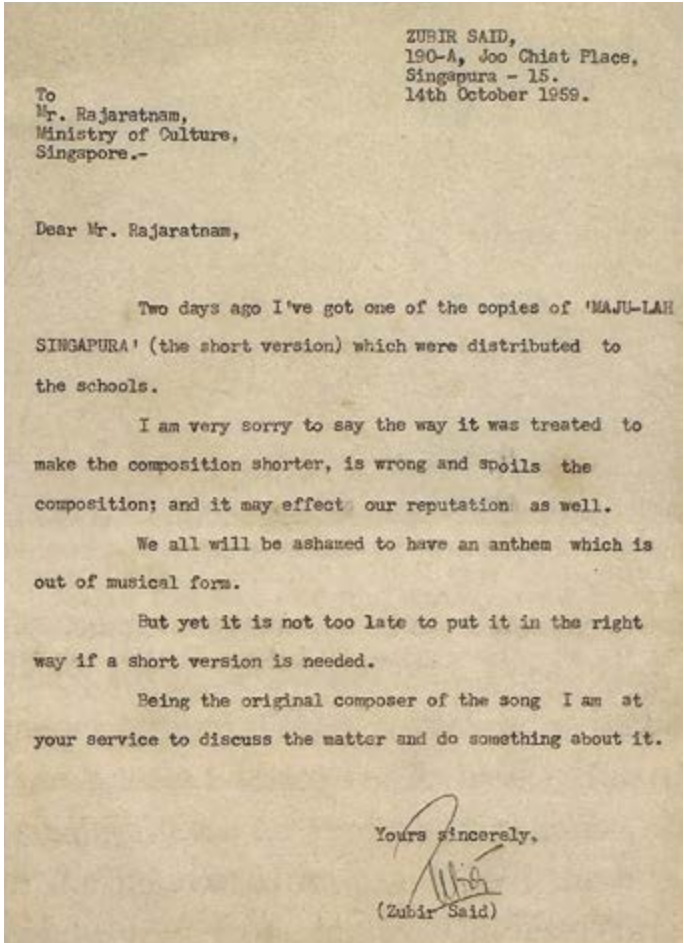 ZUBIR SAID,
190-A, Joo Chiat Place,
Singapura - 15.
14th October 1959.
To
Mr. Rajaratnam,
Ministry of Culture,
Singapore.-
Dear Mr. Rajaratnam,
Two days ago I've got one of the copies of 'MAJU-LAH
SINGAPURA' (the short version) which were distributed to
the schools.
I am very sorry to say the way it was treated to
make the composition shorter, is wrong and spoils the
composition; and it may effect our reputation as well.
We all will be ashamed to have an anthem which is
out of musical form.
But yet it is not too late to put it in the right
way if a short version is needed.
Being the original composer of the song I am at
your service to discuss the matter and do something about it.
Yours sincerely,
Zubir
(Zubir Said)